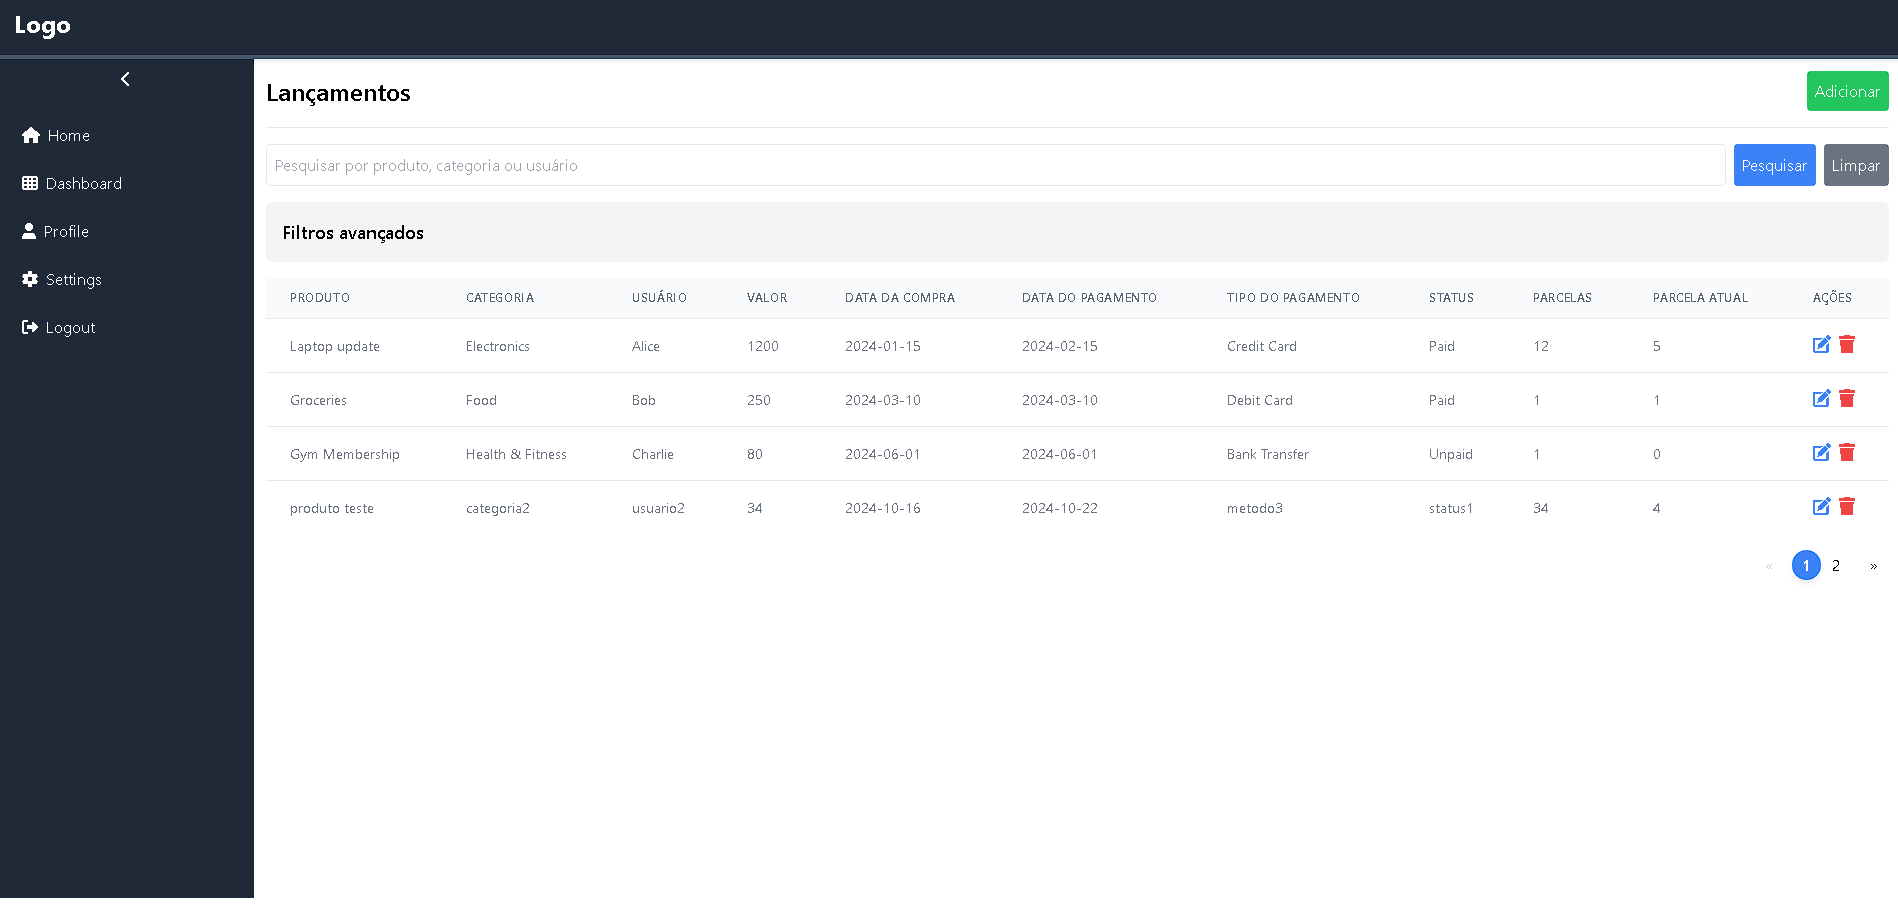 Logo
Home
Dashboard
Profile
Settings
Logout
Lançamentos
Adicionar
Pesquisar por produto, categoria ou usuário
Pesquisar
Limpar
Filtros avançados
PRODUTO CATEGORIA USUÁRIO VALOR DATA DA COMPRA DATA DO PAGAMENTO TIPO DO PAGAMENTO STATUS PARCELAS PARCELA ATUAL AÇÕES
Laptop update Electronics Alice 1200 2024-01-15 2024-02-15 Credit Card Paid 12 5
Groceries Food Bob 250 2024-03-10 2024-03-10 Debit Card Paid 1 1
Gym Membership Health & Fitness Charlie 80 2024-06-01 2024-06-01 Bank Transfer Unpaid 1 0
produto teste categoria2 usuario2 34 2024-10-16 2024-10-22 metodo3 status1 34 4
« 1 2 »